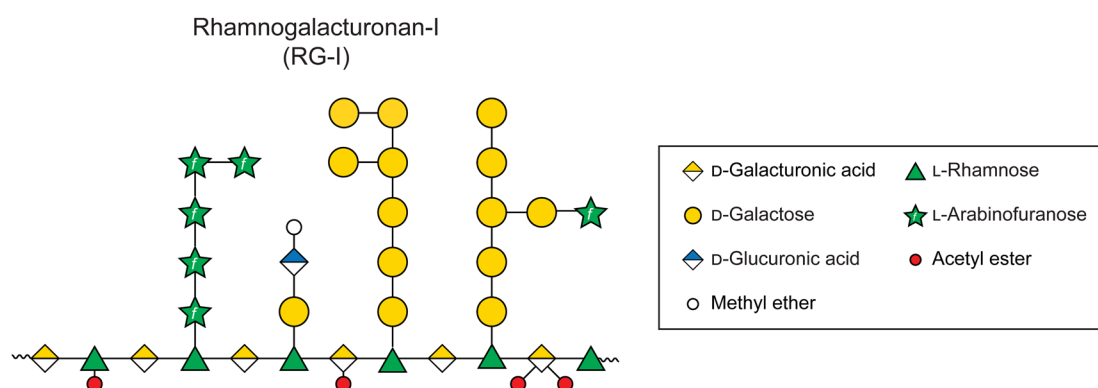 Rhamnogalacturonan-I
(RG-I)
f f
f
f
f
f
D-Galacturonic acid
L-Rhamnose
D-Galactose
f L-Arabinofuranose
D-Glucuronic acid
Acetyl ester
Methyl ether